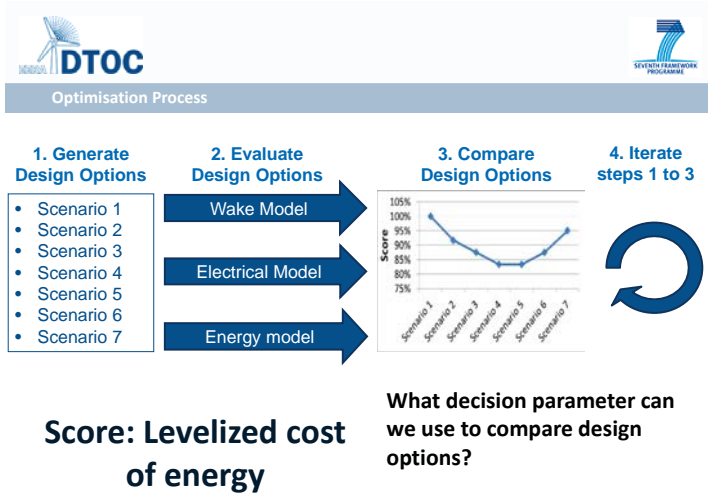 DTOC
SEVENTH FRAMEWORK
PROGRAMME
Optimisation Process
1. Generate
Design Options
2. Evaluate
Design Options
3. Compare
Design Options
4. Iterate
steps 1 to 3
• Scenario 1
• Scenario 2
• Scenario 3
• Scenario 4
• Scenario 5
• Scenario 6
• Scenario 7
Wake Model
Electrical Model
Energy model
105%
100%
95%
90%
85%
80%
75%
Score
Scenario 1
Scenario 2
Scenario 3
Scenario 4
Scenario 5
Scenario 6
Scenario 7
Score: Levelized cost
of energy
What decision parameter can
we use to compare design
options?